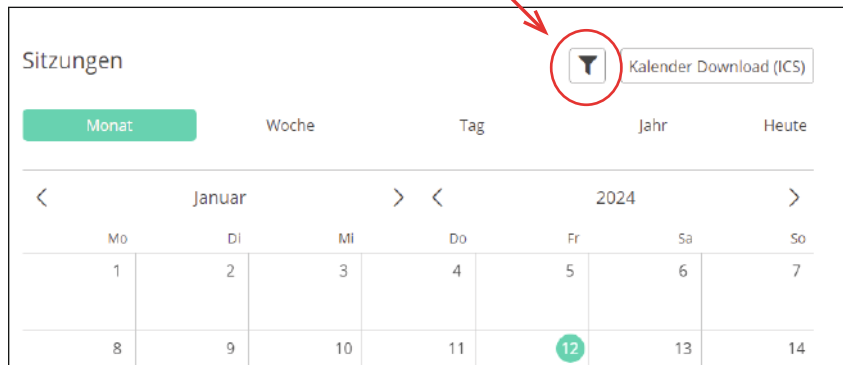 Sitzungen
Kalender Download (ICS)
Monat Woche Tag Jahr Heute
Januar 2024
Mo Di Mi Do Fr Sa So
1 2 3 4 5 6 7
8 9 10 11 12 13 14